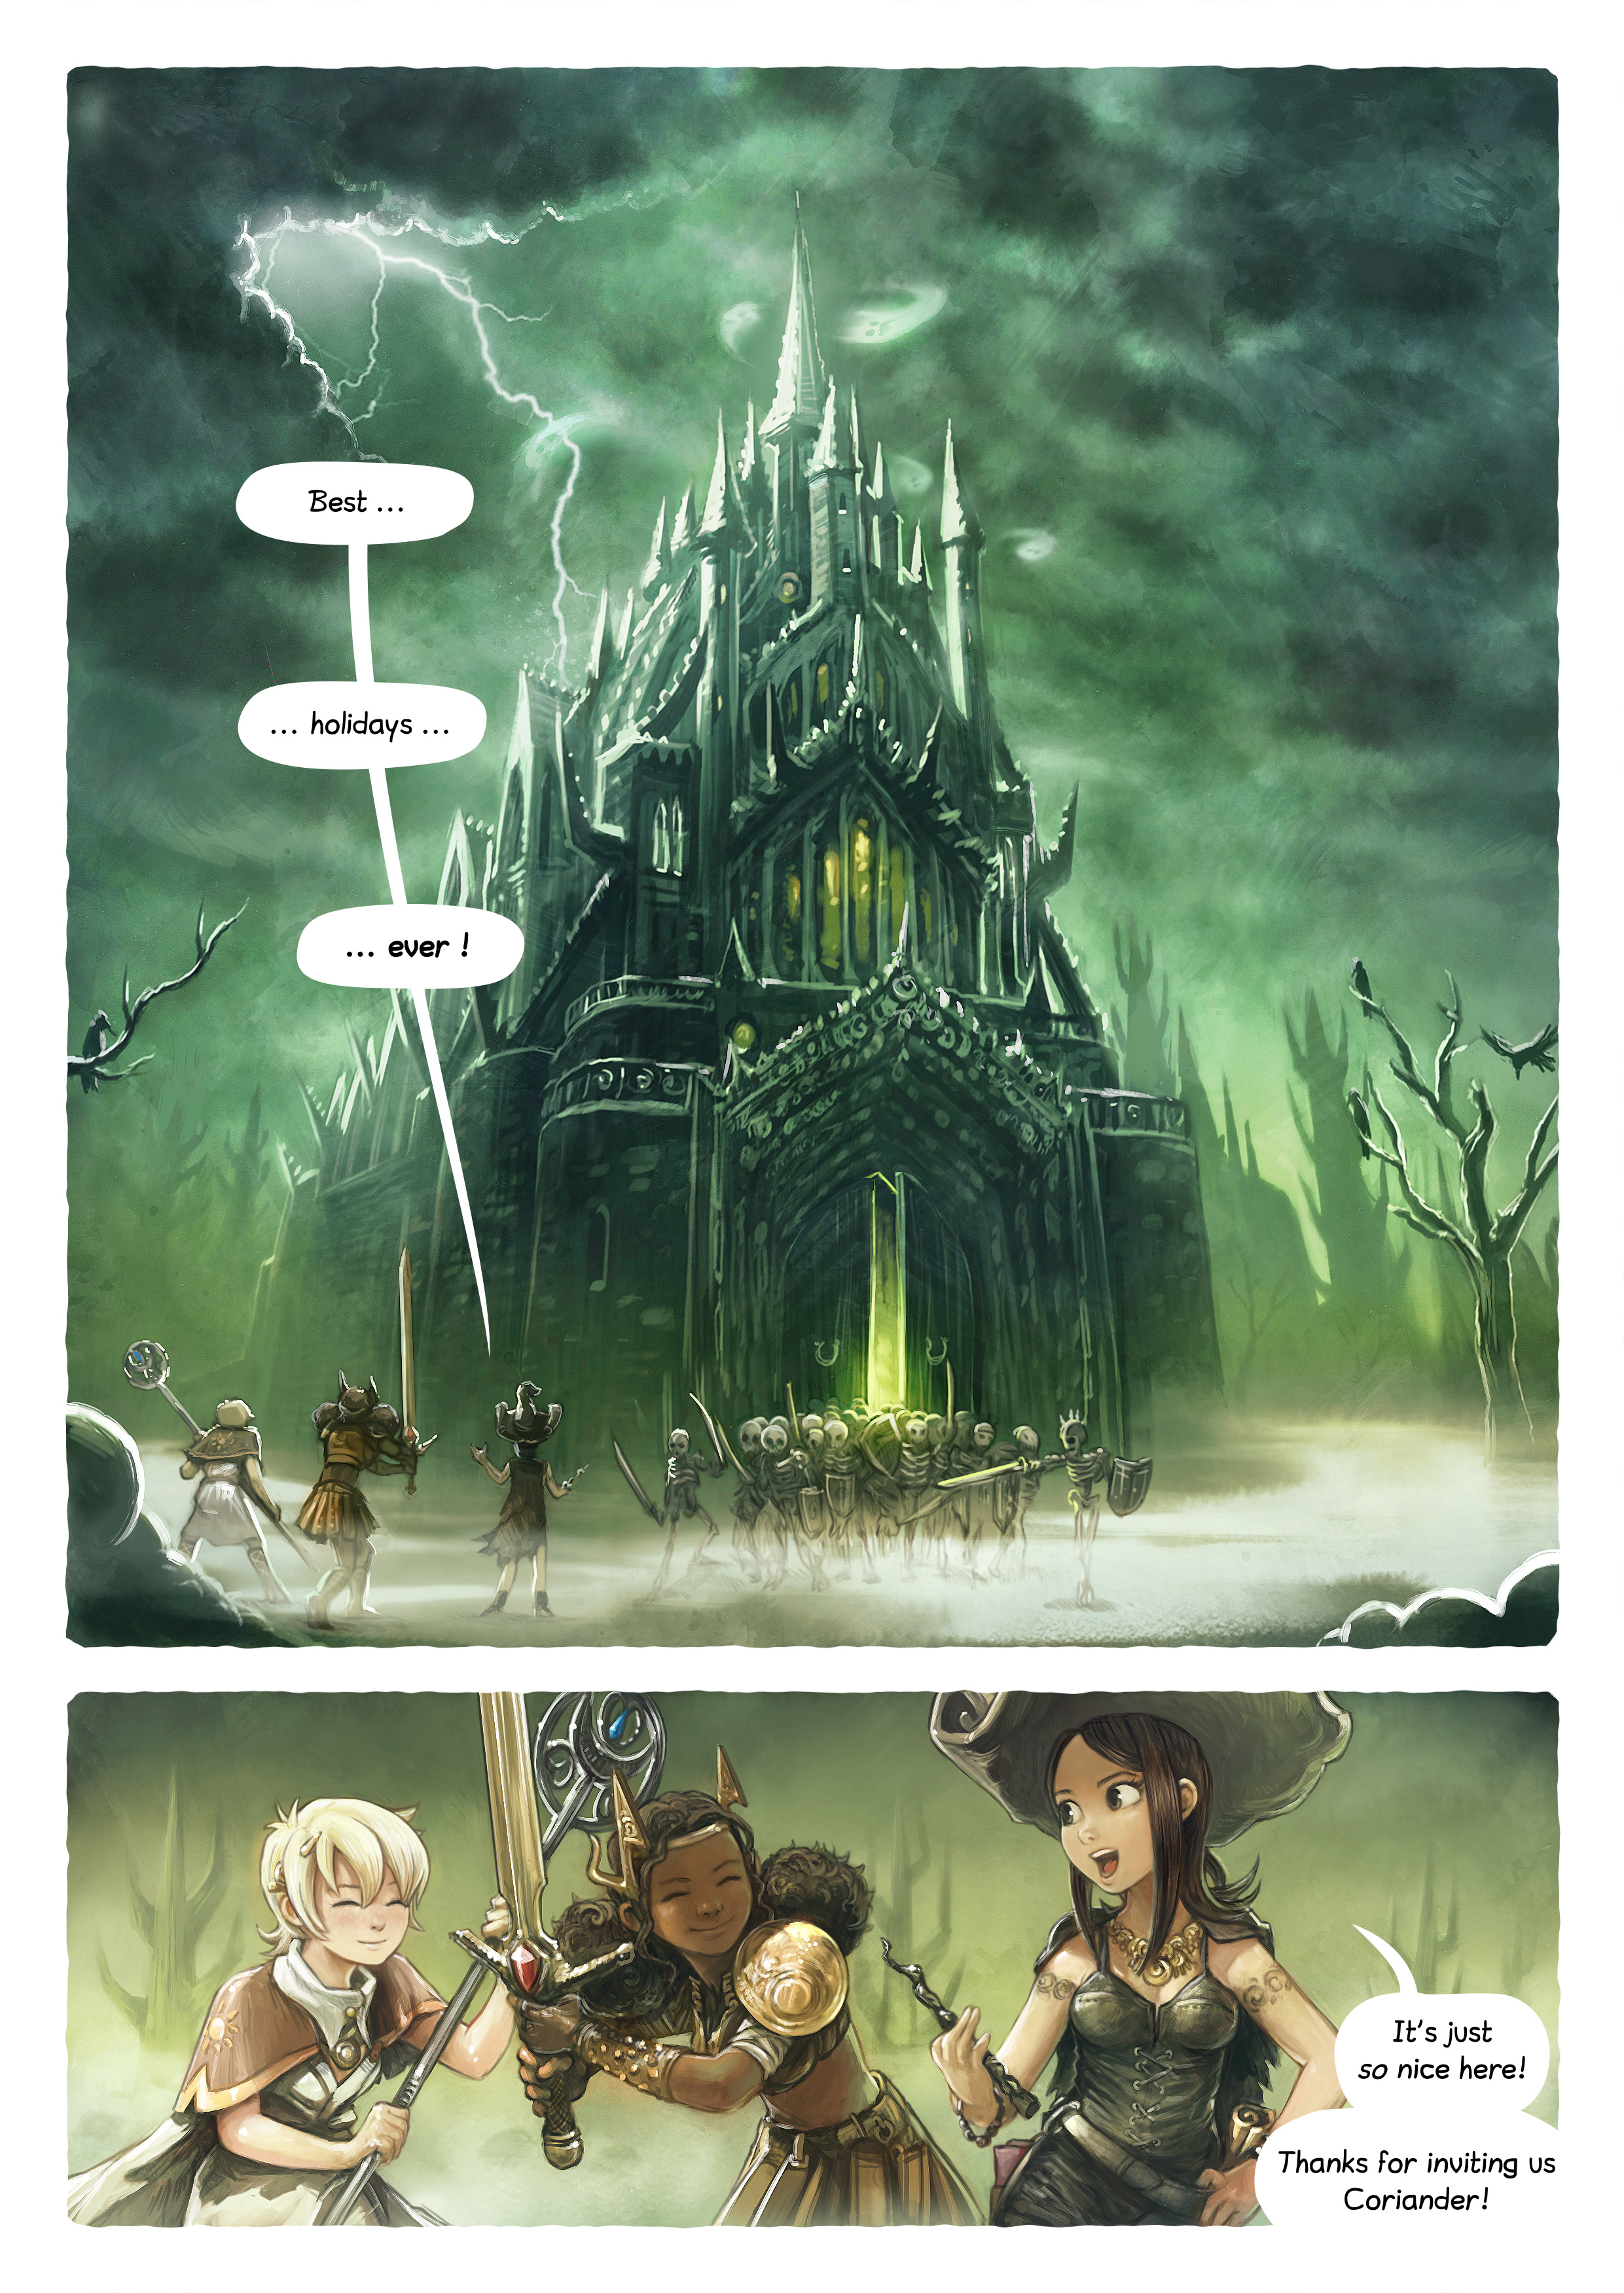 Best ...
... holidays ...
... ever !
It's just
so nice here!
Thanks for inviting us
Coriander!